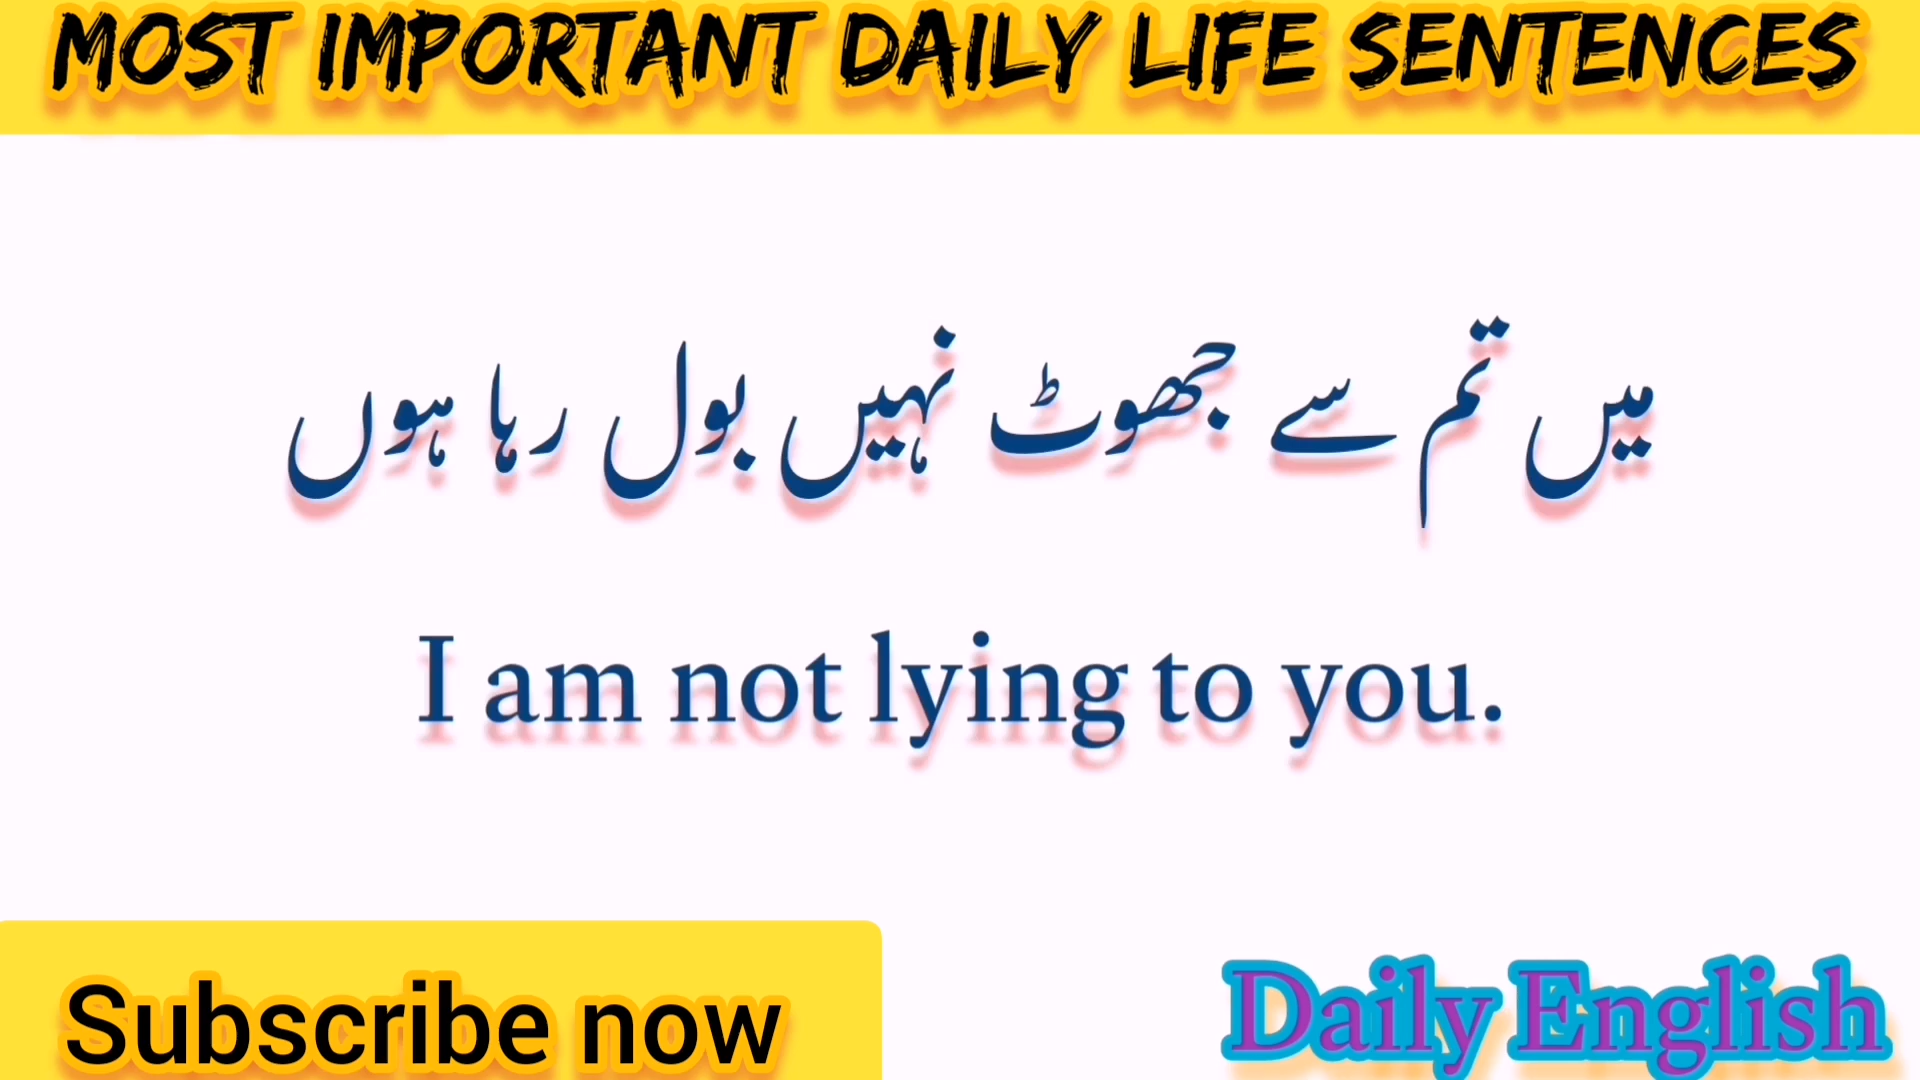 MOST IMPORTANT DAILY LIFE SENTENCES
میں تم سے جھوٹ نہیں بول رہا ہوں
I am not lying to you.
Subscribe now
Daily English